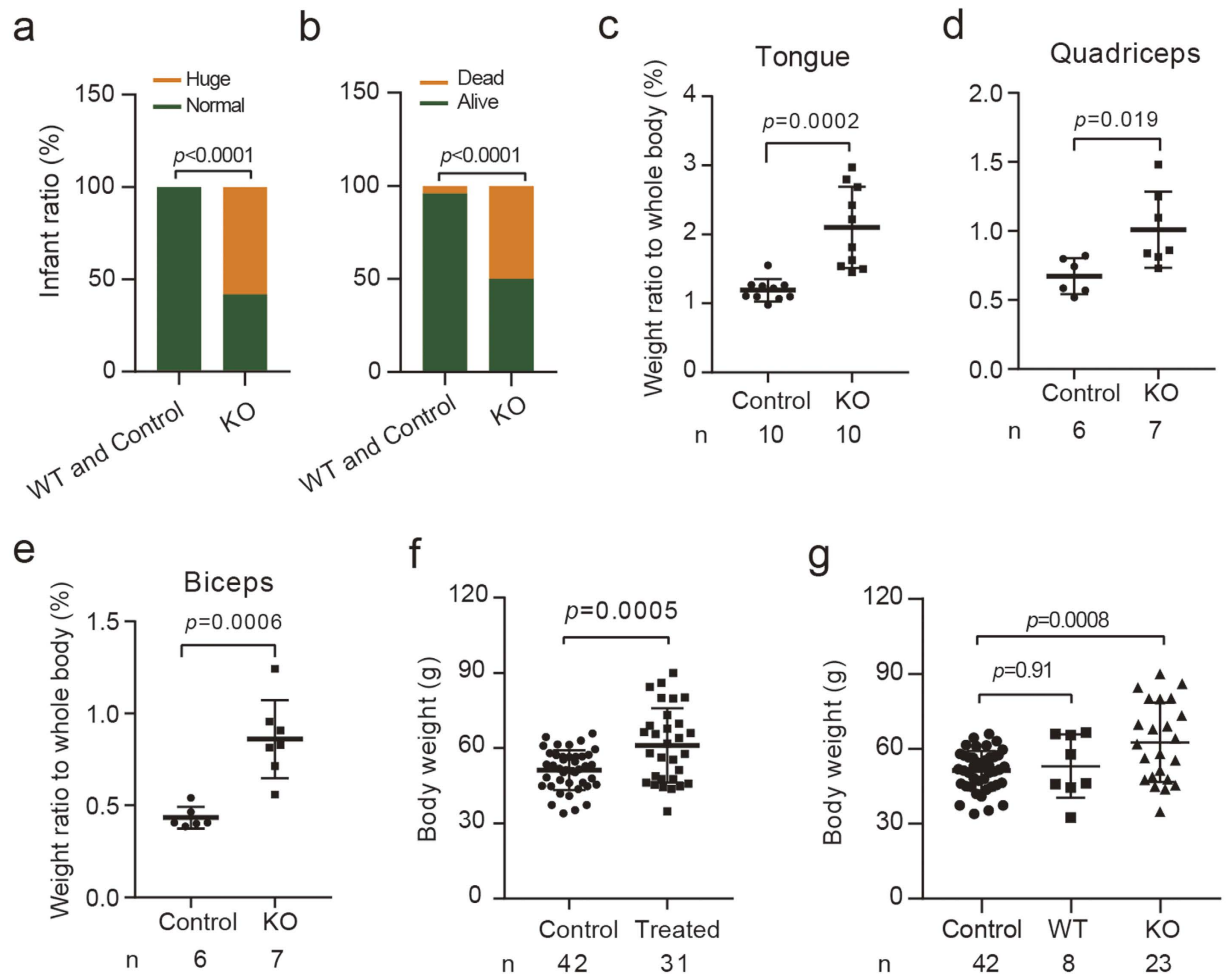 a
Huge
Normal
Infant ratio (%)
150
100
50
0
p<0.0001
WT and Control
KO
b
Dead
Alive
150
100
50
0
p<0.0001
WT and Control
KO
c
Tongue
Weight ratio to whole body (%)
4
3
2
1
0
p=0.0002
Control KO
n 10 10
d
Quadriceps
2.0
1.5
1.0
0.5
0.0
p=0.019
Control KO
n 6 7
e
Biceps
Weight ratio to whole body (%)
1.5
1.0
0.5
0.0
p=0.0006
Control KO
n 6 7
f
Body weight (g)
120
90
60
30
0
p=0.0005
Control Treated
n 42 31
g
Body weight (g)
120
90
60
30
0
p=0.0008
p=0.91
Control WT KO
n 42 8 23